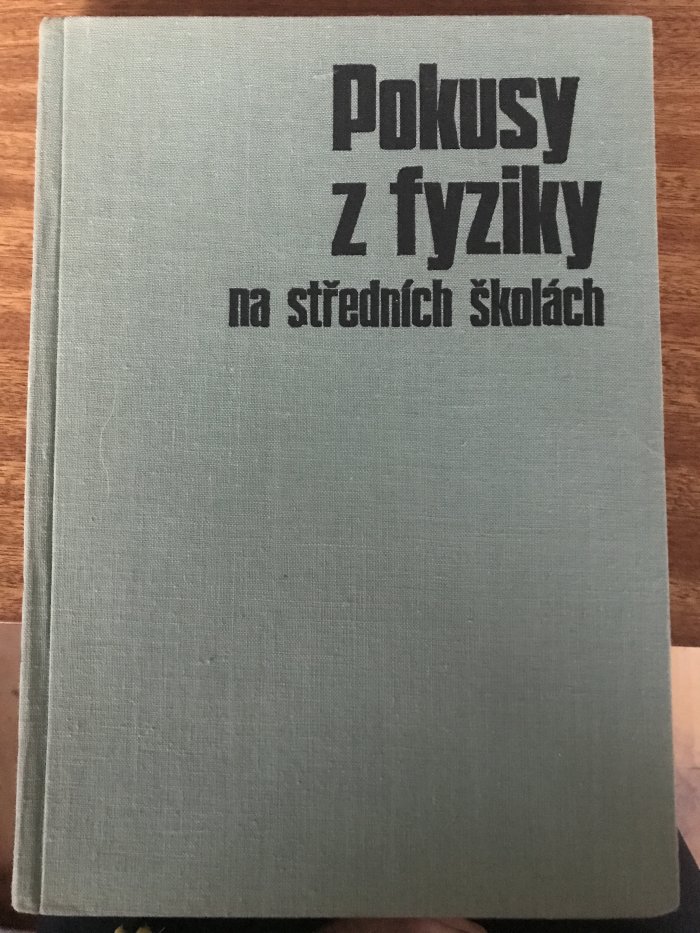 Pokusy
z fyziky
na středních školách